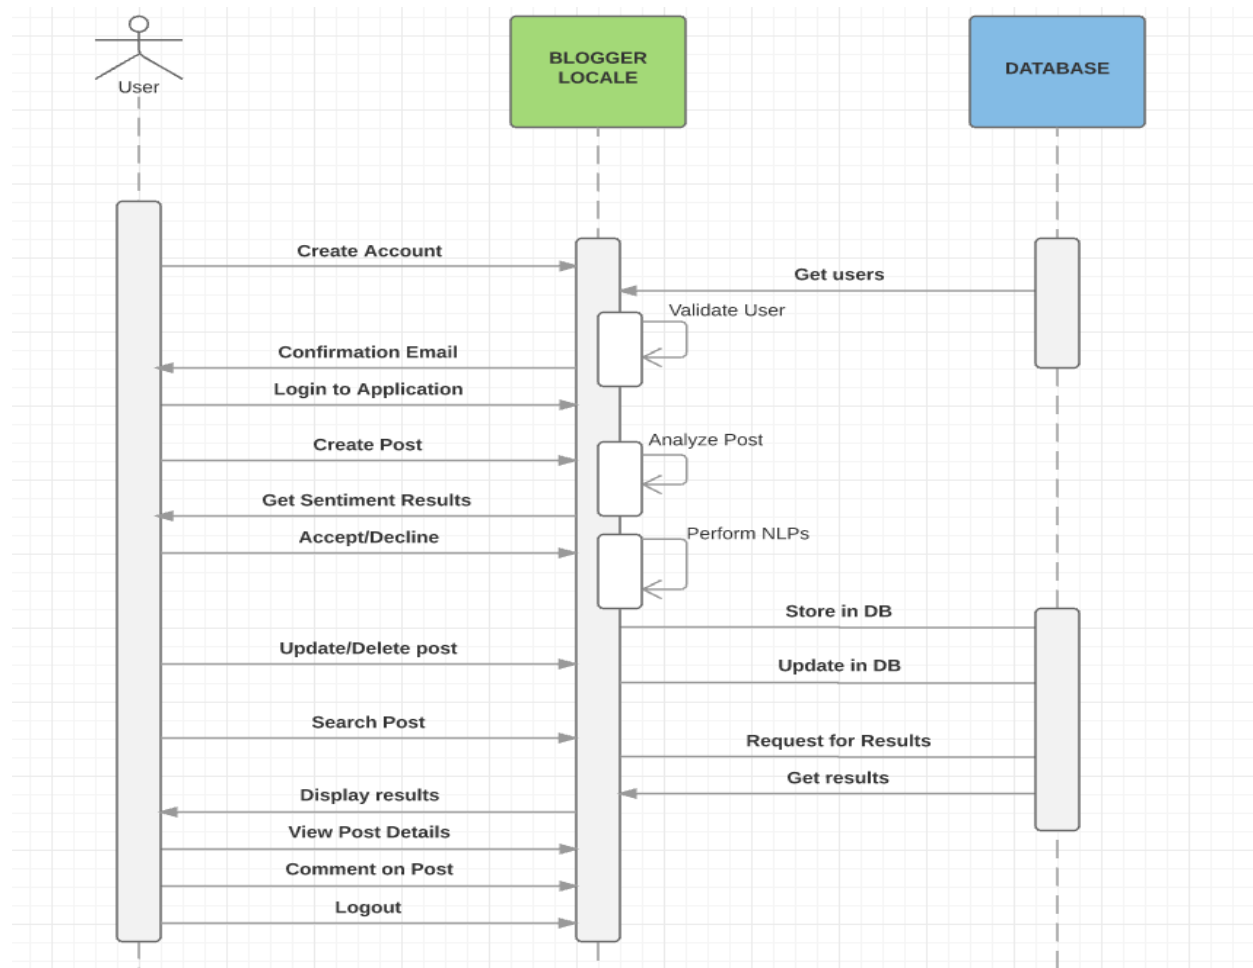 User
BLOGGER
LOCALE
DATABASE
Create Account
Get users
Validate User
Confirmation Email
Login to Application
Analyze Post
Create Post
Get Sentiment Results
Perform NLPs
Accept/Decline
Store in DB
Update/Delete post
Update in DB
Search Post
Request for Results
Get results
Display results
View Post Details
Comment on Post
Logout